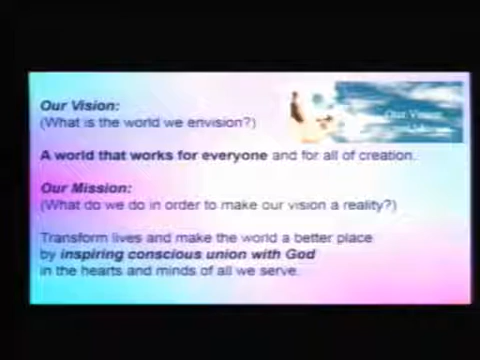 Our Vision:
(What is the world we envision?)
Our Vision
A world that works for everyone and for all of creation.
Our Mission:
(What do we do in order to make our vision a reality?)
Transform lives and make the world a better place
by inspiring conscious union with God
in the hearts and minds of all we serve.